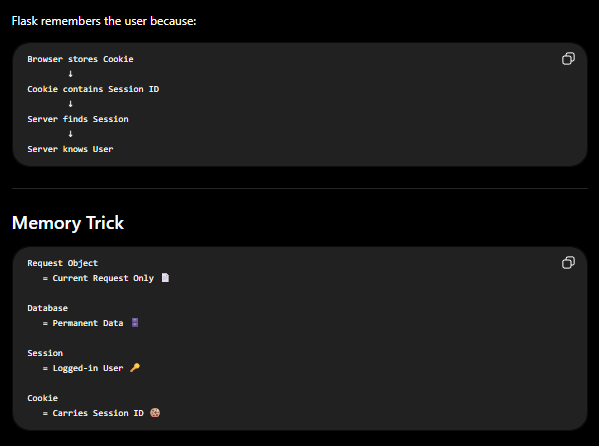 Flask remembers the user because:
Browser stores Cookie
↓
Cookie contains Session ID
↓
Server finds Session
↓
Server knows User
Memory Trick
Request Object
= Current Request Only 📄
Database
= Permanent Data 🗄️
Session
= Logged-in User 🔑
Cookie
= Carries Session ID 🍪